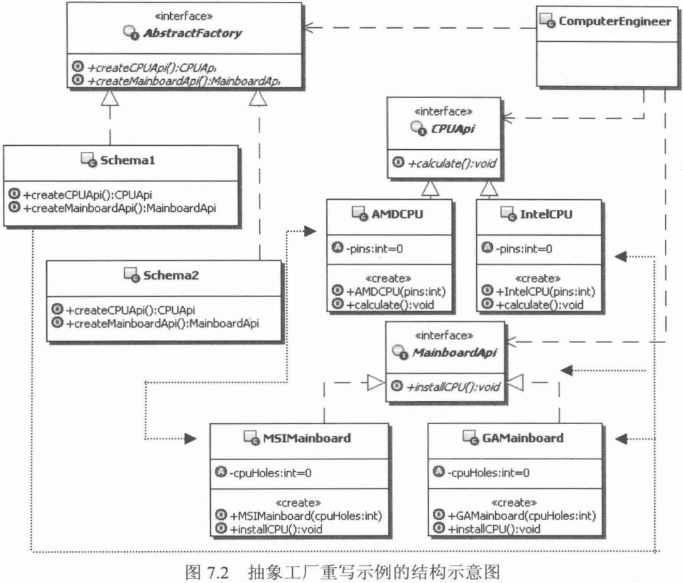 «interface»
AbstractFactory
+createCPUApi():CPUApi
+createMainboardApi():MainboardApi
ComputerEngineer
«interface»
CPUApi
+calculate():void
Schema1
+createCPUApi():CPUApi
+createMainboardApi():MainboardApi
AMDCPU
-pins:int=0
«create»
+AMDCPU(pins:int)
+calculate():void
IntelCPU
-pins:int=0
«create»
+IntelCPU(pins:int)
+calculate():void
Schema2
+createCPUApi():CPUApi
+createMainboardApi():MainboardApi
«interface»
MainboardApi
+installCPU():void
MSIMainboard
-cpuHoles:int=0
«create»
+MSIMainboard(cpuHoles:int)
+installCPU():void
GAMainboard
-cpuHoles:int=0
«create»
+GAMainboard(cpuHoles:int)
+installCPU():void
图 7.2 抽象工厂重写示例的结构示意图